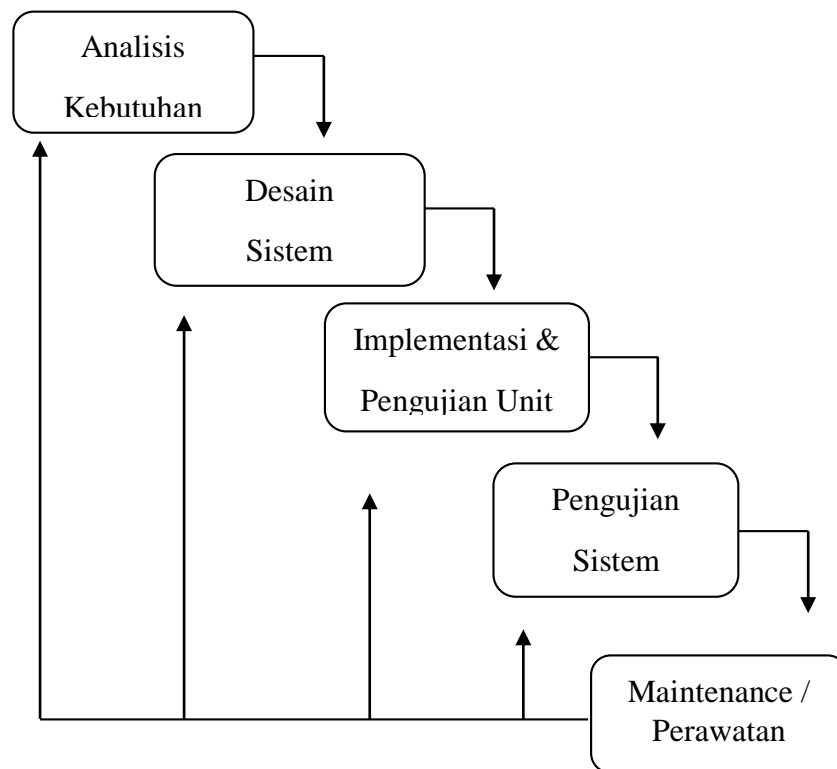 Analisis
Kebutuhan
Desain
Sistem
Implementasi &
Pengujian Unit
Pengujian
Sistem
Maintenance /
Perawatan